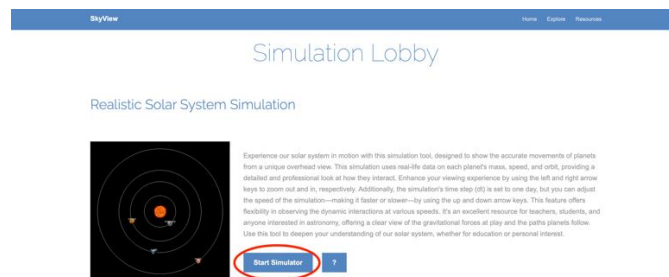 SkyView
Home Explore Resources
Simulation Lobby
Realistic Solar System Simulation
Experience our solar system in motion with this simulation tool, designed to show the accurate movements of planets
from a unique overhead view. This simulation uses real-life data on each planet's mass, speed, and orbit, providing a
detailed and professional look at how they interact. Enhance your viewing experience by using the left and right arrow
keys to zoom out and in, respectively. Additionally, the simulation's time step (dt) is set to one day, but you can adjust
the speed of the simulation—making it faster or slower—by using the up and down arrow keys. This feature offers
flexibility in observing the dynamic interactions at various speeds. It's an excellent resource for teachers, students, and
anyone interested in astronomy, offering a clear view of the gravitational forces at play and the paths planets follow.
Use this tool to deepen your understanding of our solar system, whether for education or personal interest.
Start Simulator ?